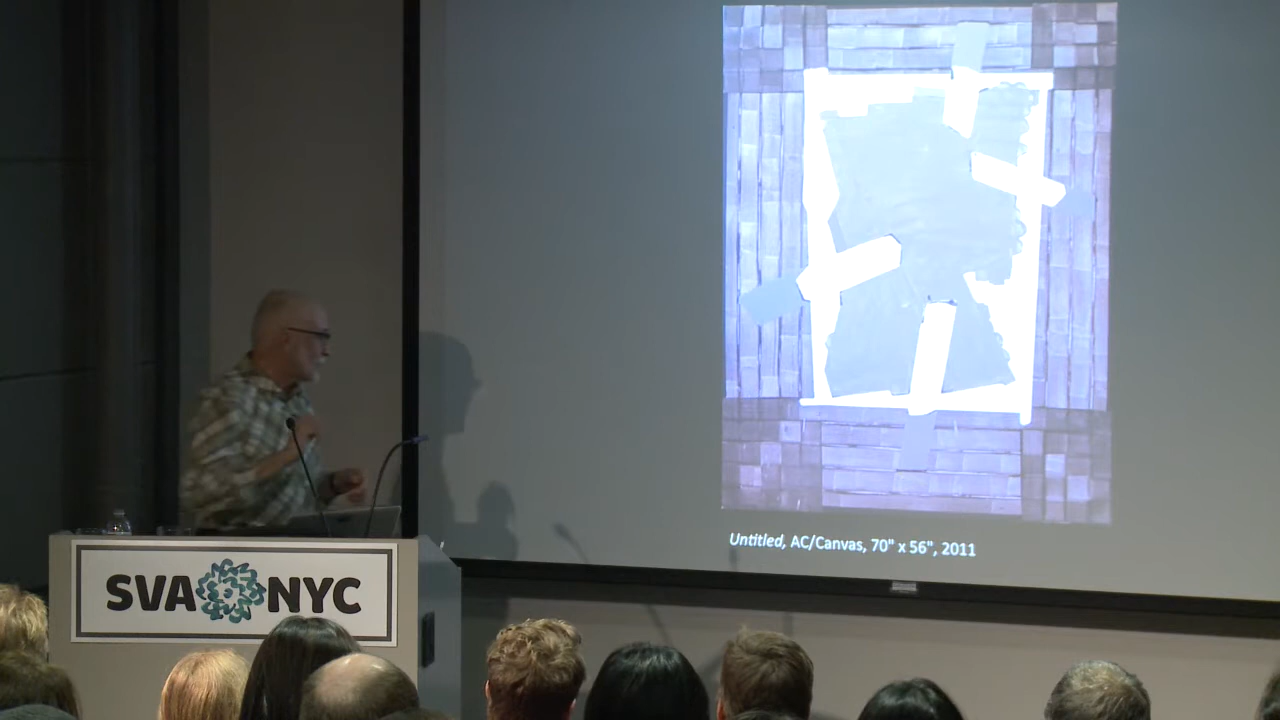 Untitled, AC/Canvas, 70" x 56", 2011
SVA NYC